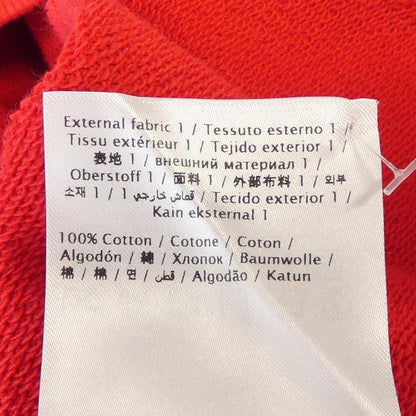 External fabric 1 / Tessuto esterno 1 /
Tissu extérieur 1 / Tejido exterior 1 /
表地 1 / внешний материал 1 /
Oberstoff 1 / 面料 1 / 外部布料 1 / 외부
소재 1 / قماش خارجي 1 / Tecido exterior 1 /
Kain eksternal 1
100% Cotton / Cotone / Coton /
Algodón / 綿 / Хлопок / Baumwolle /
棉 / 棉 / 면 / قطن / Algodão / Katun